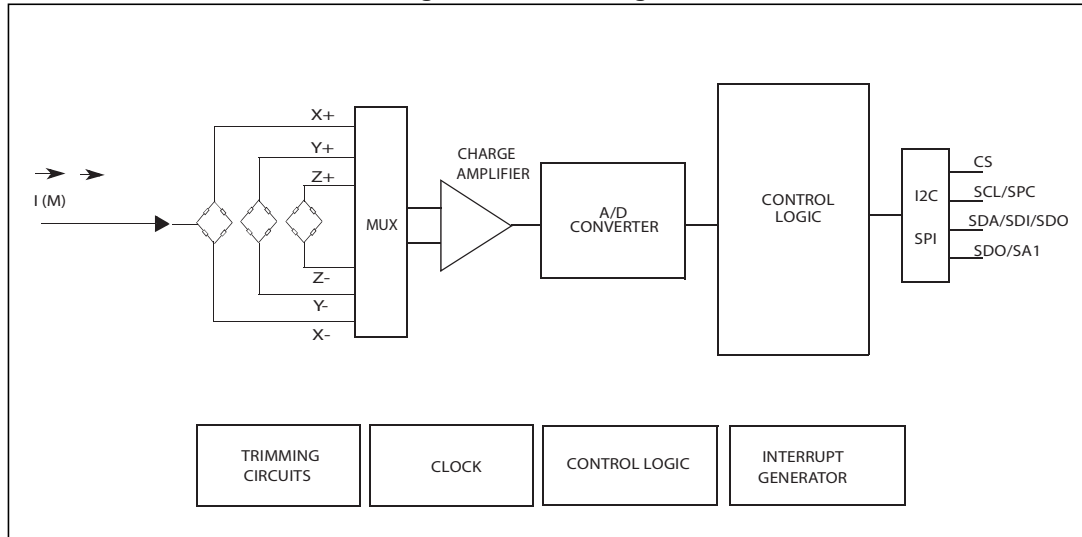 X+
Y+
Z+
I (M)
Z-
Y-
X-
MUX
CHARGE
AMPLIFIER
A/D
CONVERTER
CONTROL
LOGIC
I2C
SPI
CS
SCL/SPC
SDA/SDI/SDO
SDO/SA1
TRIMMING
CIRCUITS
CLOCK
CONTROL LOGIC
INTERRUPT
GENERATOR